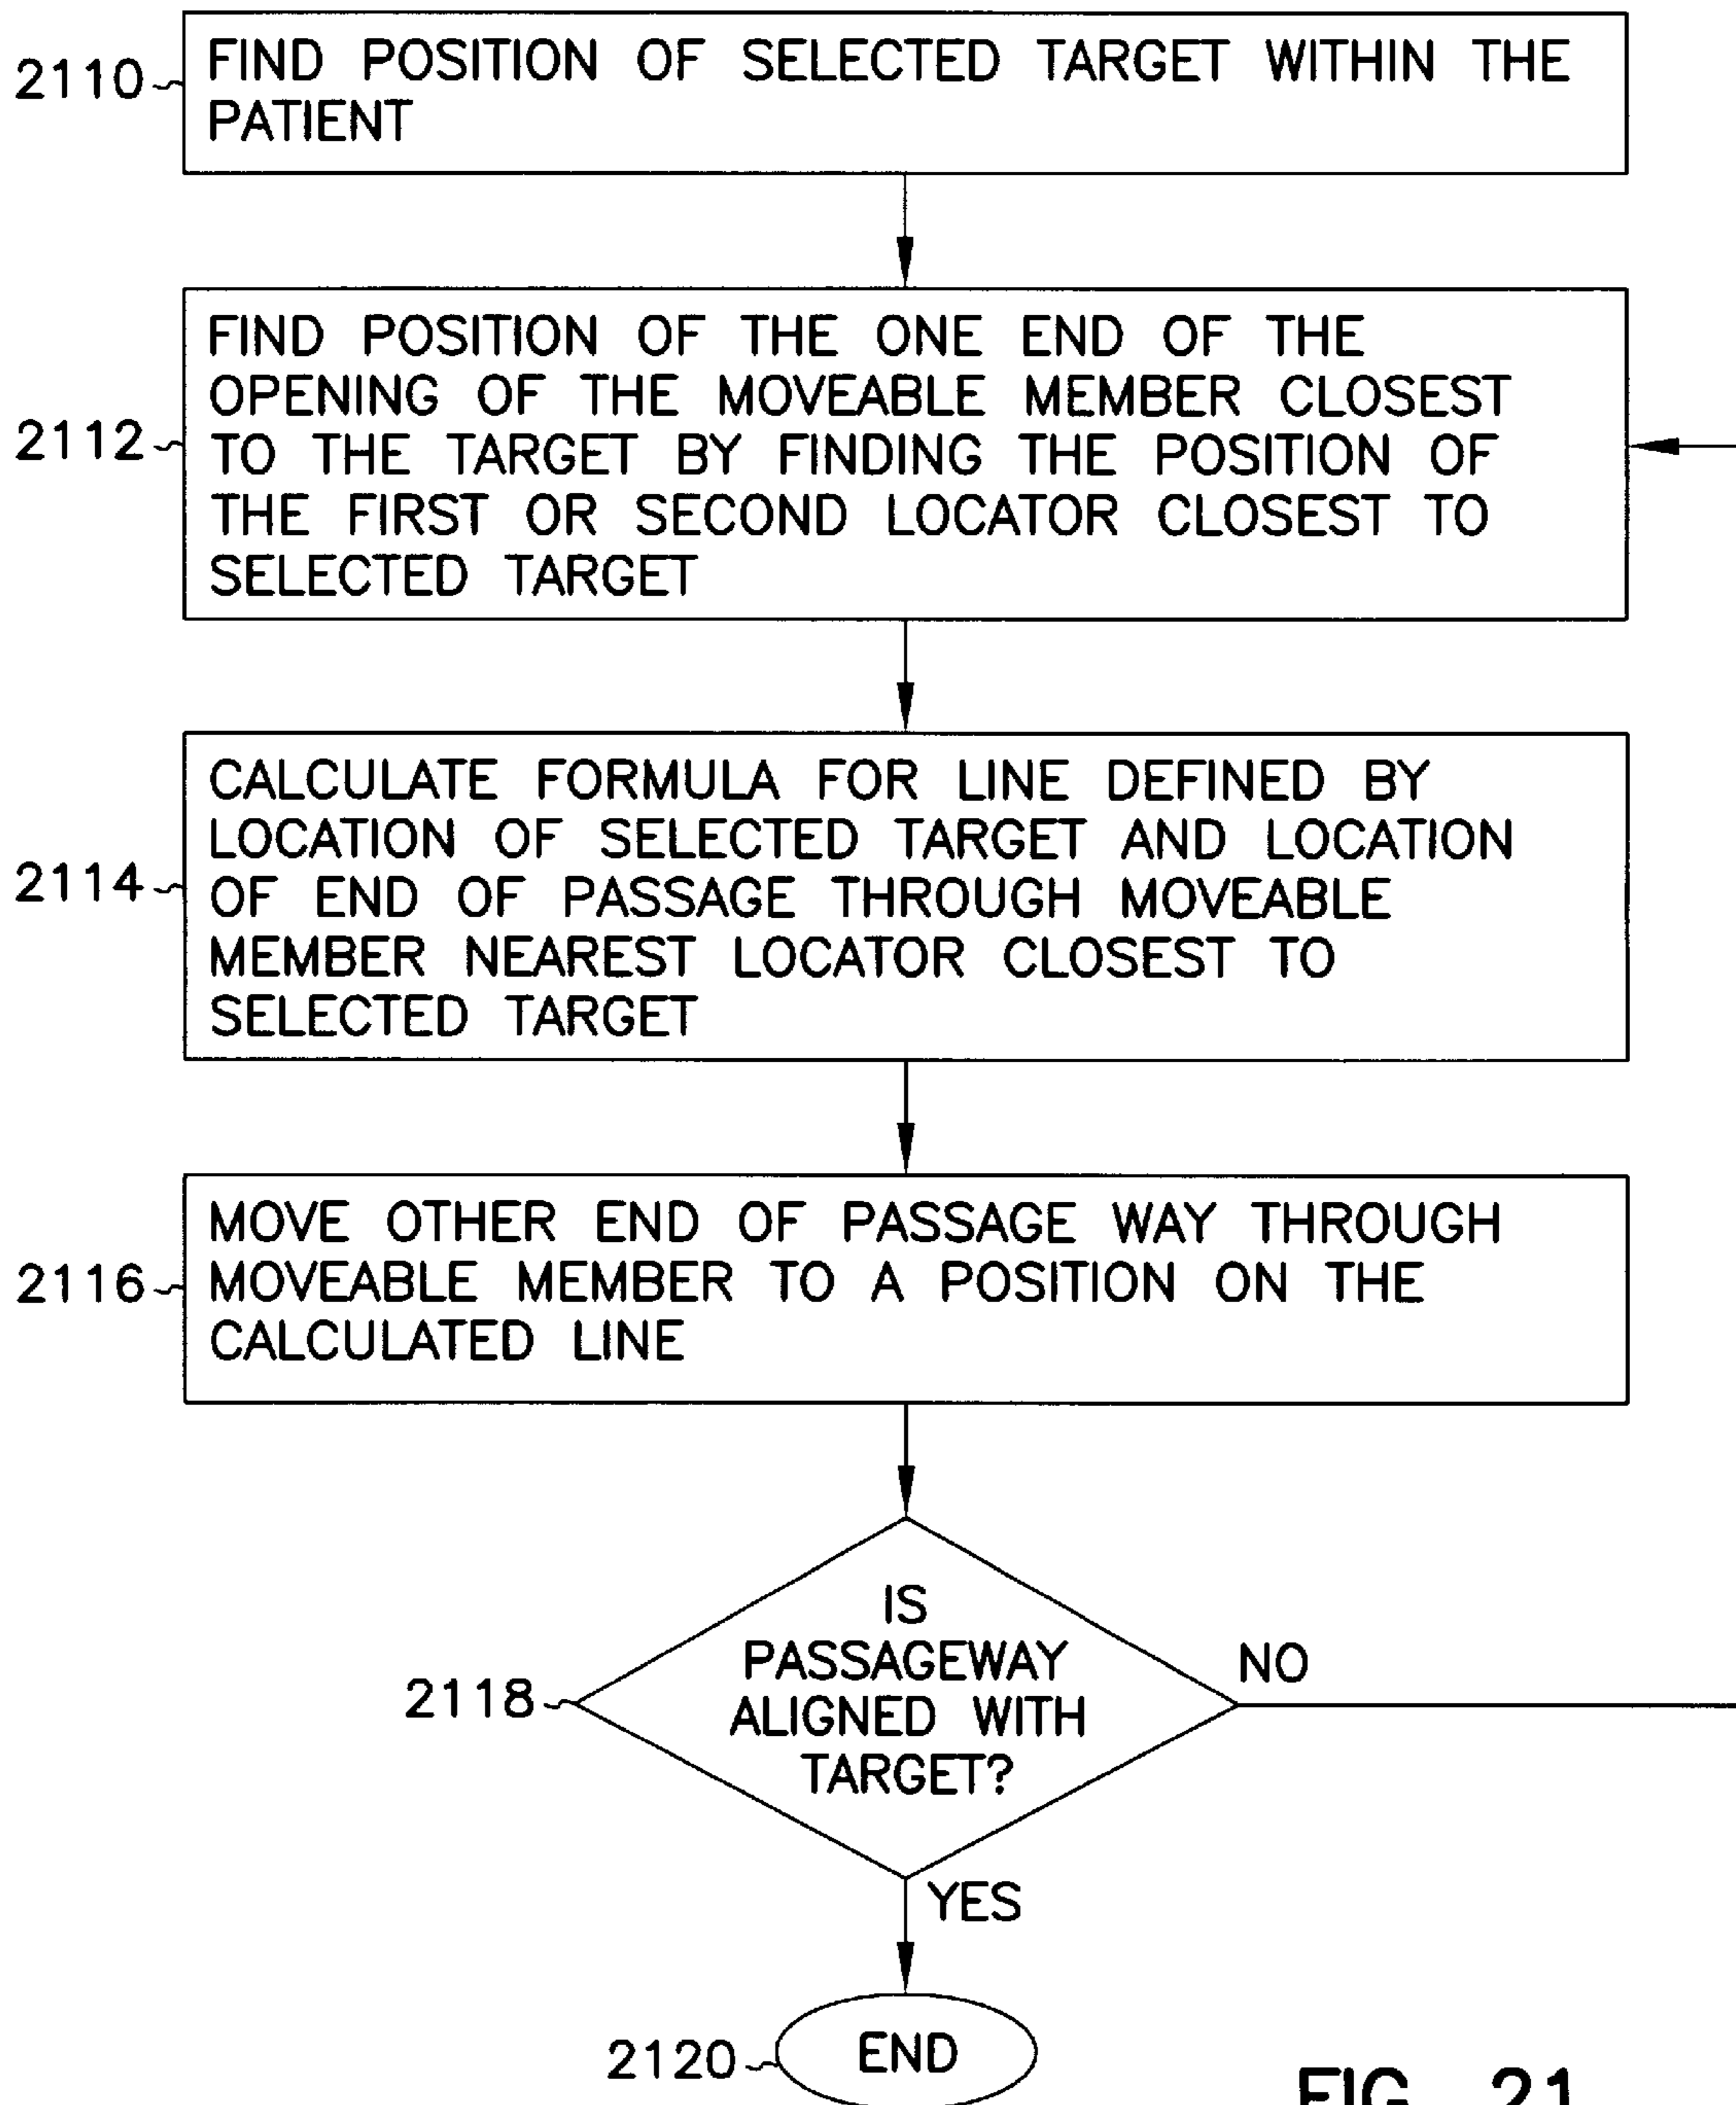 2110
FIND POSITION OF SELECTED TARGET WITHIN THE
PATIENT
2112
FIND POSITION OF THE ONE END OF THE
OPENING OF THE MOVEABLE MEMBER CLOSEST
TO THE TARGET BY FINDING THE POSITION OF
THE FIRST OR SECOND LOCATOR CLOSEST TO
SELECTED TARGET
2114
CALCULATE FORMULA FOR LINE DEFINED BY
LOCATION OF SELECTED TARGET AND LOCATION
OF END OF PASSAGE THROUGH MOVEABLE
MEMBER NEAREST LOCATOR CLOSEST TO
SELECTED TARGET
2116
MOVE OTHER END OF PASSAGE WAY THROUGH
MOVEABLE MEMBER TO A POSITION ON THE
CALCULATED LINE
2118
IS
PASSAGEWAY
ALIGNED WITH
TARGET?
NO
YES
2120
END
FIG. 21